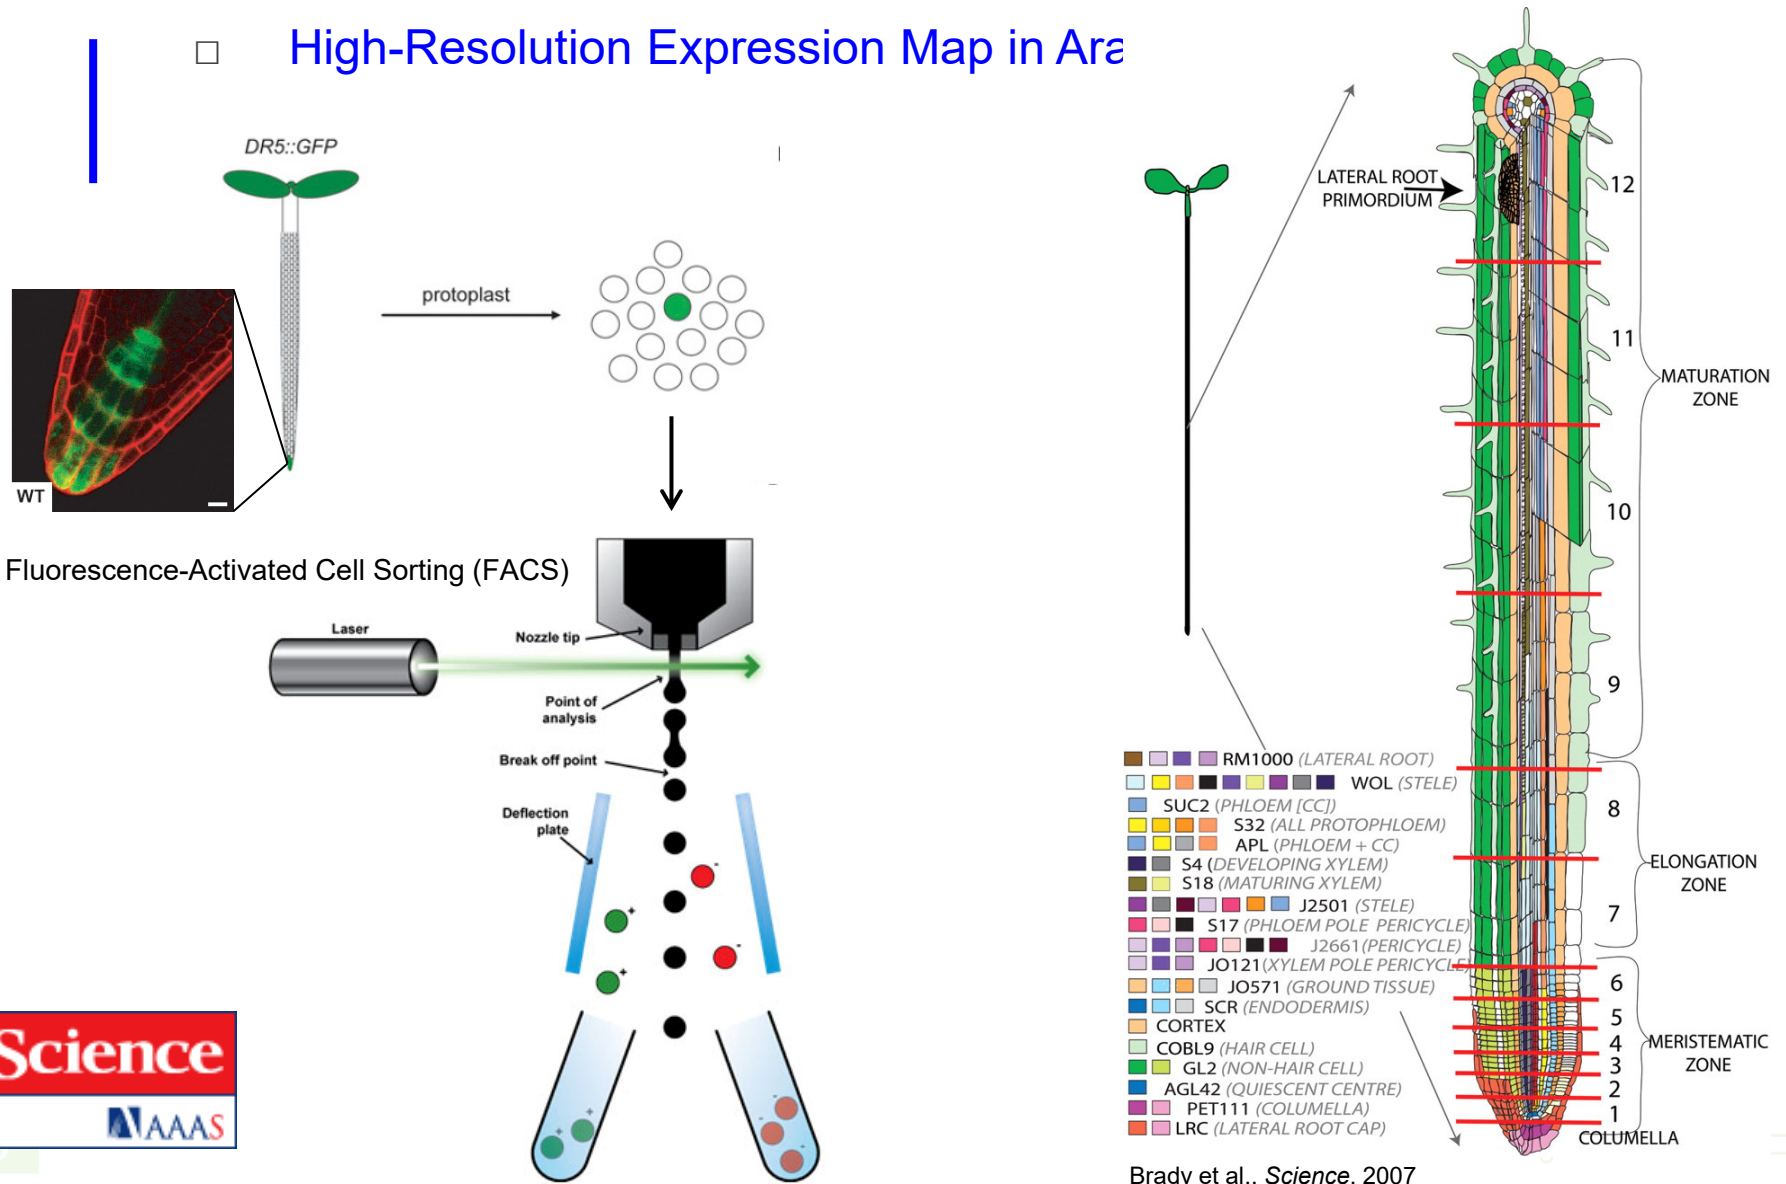 High-Resolution Expression Map in Ara
DR5::GFP
protoplast
WT
Fluorescence-Activated Cell Sorting (FACS)
Laser
Nozzle tip
Point of
analysis
Break off point
Deflection
plate
+
+
-
-
+
+
-
-
-
Science
AAAS
LATERAL ROOT
PRIMORDIUM
12
11
10
9
8
7
6
5
4
3
2
1
MATURATION
ZONE
ELONGATION
ZONE
MERISTEMATIC
ZONE
COLUMELLA
RM1000 (LATERAL ROOT)
WOL (STELE)
SUC2 (PHLOEM [CC])
S32 (ALL PROTOPHLOEM)
APL (PHLOEM + CC)
S4 (DEVELOPING XYLEM)
S18 (MATURING XYLEM)
J2501 (STELE)
S17 (PHLOEM POLE PERICYCLE)
J2661(PERICYCLE)
JO121(XYLEM POLE PERICYCLE)
JO571 (GROUND TISSUE)
SCR (ENDODERMIS)
CORTEX
COBL9 (HAIR CELL)
GL2 (NON-HAIR CELL)
AGL42 (QUIESCENT CENTRE)
PET111 (COLUMELLA)
LRC (LATERAL ROOT CAP)
Brady et al., Science, 2007